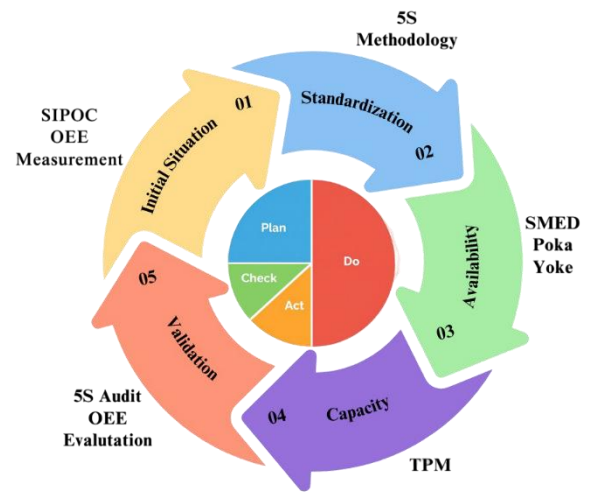 5S
Methodology
Standardization
02
SIPOC
OEE
Measurement
Initial Situation
01
SMED
Poka
Yoke
Availability
03
TPM
Capacity
04
5S Audit
OEE
Evalutation
Validation
05
Plan
Do
Check
Act